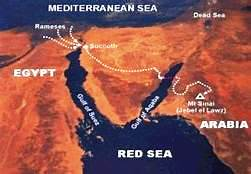 MEDITERRANEAN SEA
Dead Sea
Rameses
Succoth
EGYPT
Mt Sinai
(Jebel el Lawz)
Gulf of Suez
Gulf of Aqaba
ARABIA
RED SEA